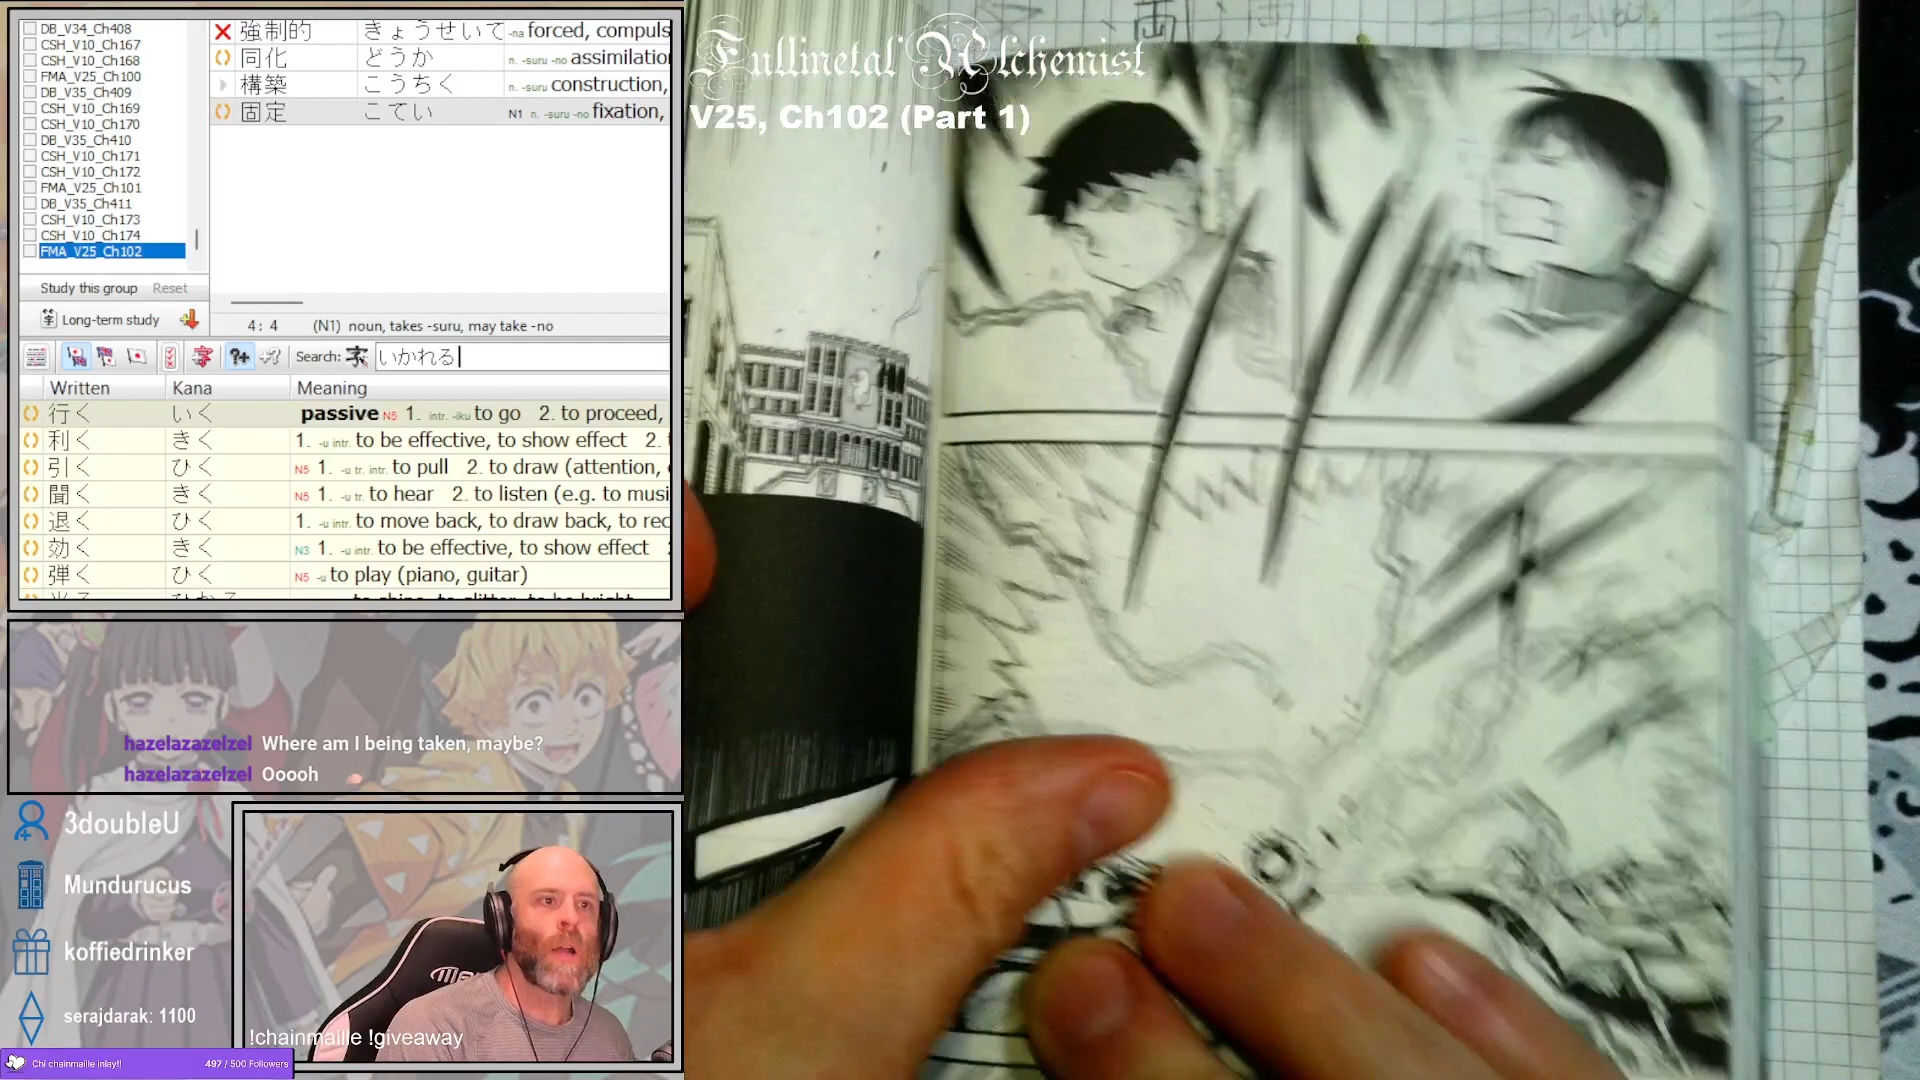 DB_V34_Ch408
CSH_V10_Ch167
CSH_V10_Ch168
FMA_V25_Ch100
DB_V35_Ch409
CSH_V10_Ch169
CSH_V10_Ch170
DB_V35_Ch410
CSH_V10_Ch171
CSH_V10_Ch172
FMA_V25_Ch101
DB_V35_Ch411
CSH_V10_Ch173
CSH_V10_Ch174
FMA_V25_Ch102
Study this group Reset
Long-term study
強制的 きょうせいて -na forced, compuls
同化 どうか n. -suru -no assimilatio
構築 こうちく n. -suru construction,
固定 こてい N1 n. -suru -no fixation,
4: 4 (N1) noun, takes -suru, may take -no
Search: 字 いかれる
Written Kana Meaning
行く いく passive N5 1. intr. -iku to go 2. to proceed,
利く きく 1. -u intr. to be effective, to show effect 2.
引く ひく N5 1. -u tr. intr. to pull 2. to draw (attention,
聞く きく N5 1. -u tr. to hear 2. to listen (e.g. to musi
退く ひく 1. -u intr. to move back, to draw back, to rec
効く きく N3 1. -u intr. to be effective, to show effect
弾く ひく N5 -u to play (piano, guitar)
Fullmetal Alchemist
V25, Ch102 (Part 1)
hazelazazelzel Where am I being taken, maybe?
hazelazazelzel Ooooh
3doubleU
Mundurucus
koffiedrinker
serajdarak: 1100
!chainmaille !giveaway
Chi chainmaille inlay!! 497 / 500 Followers